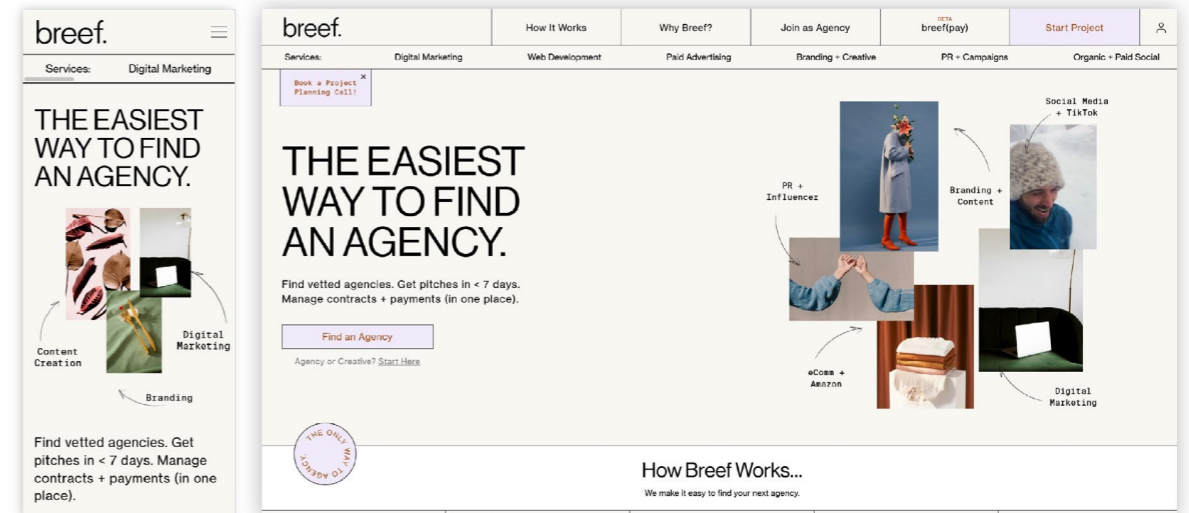 breef.
Services: Digital Marketing
THE EASIEST
WAY TO FIND
AN AGENCY.
Content
Creation
Digital
Marketing
Branding
Find vetted agencies. Get
pitches in < 7 days. Manage
contracts + payments (in one
place).
breef.
How It Works
Why Breef?
Join as Agency
BETA
breef(pay)
Start Project
Services: Digital Marketing Web Development Paid Advertising Branding + Creative PR + Campaigns Organic + Paid Social
Book a Project
Planning Call!
THE EASIEST
WAY TO FIND
AN AGENCY.
Find vetted agencies. Get pitches in < 7 days.
Manage contracts + payments (in one place).
Find an Agency
Agency or Creative? Start Here
Social Media
+ TikTok
PR +
Influencer
Branding +
Content
eComm +
Amazon
Digital
Marketing
THE ONLY WAY TO AGENCY.
How Breef Works...
We make it easy to find your next agency.